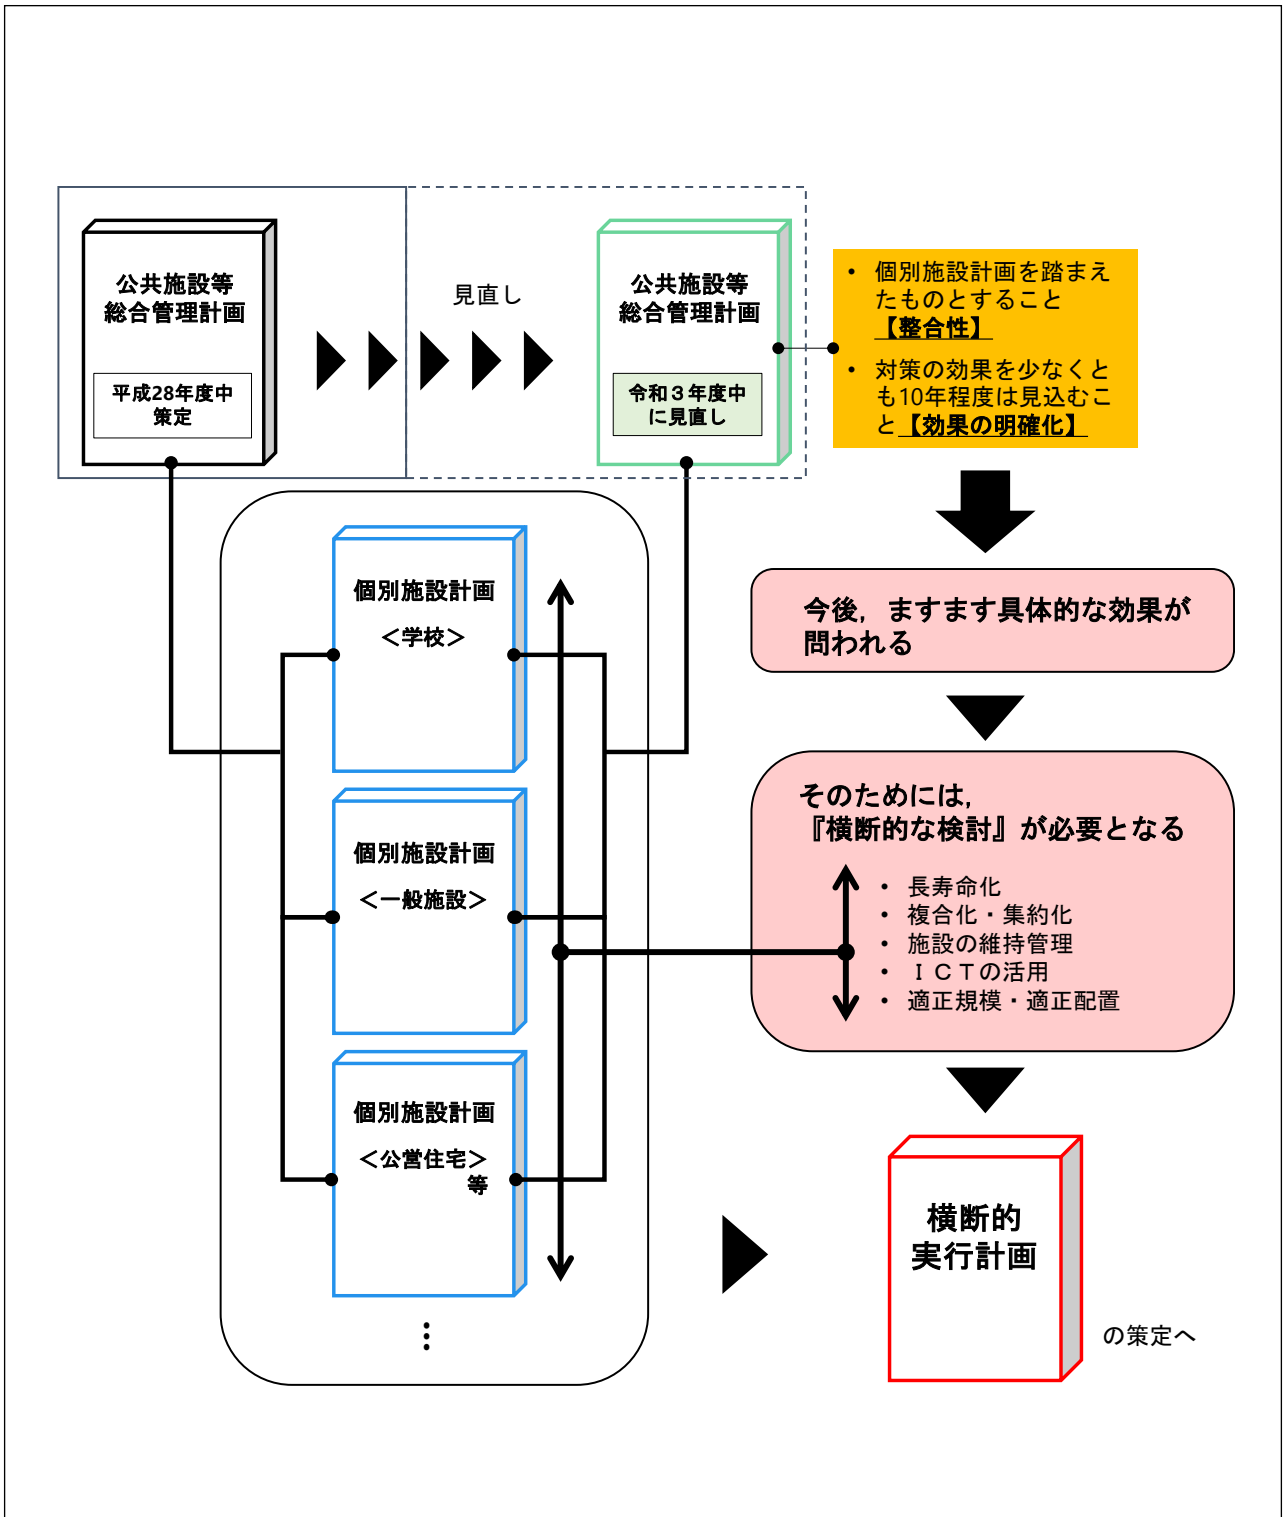 公共施設等
総合管理計画
平成28年度中
策定
見直し
公共施設等
総合管理計画
令和３年度中
に見直し
• 個別施設計画を踏まえ
たものとすること
【整合性】
• 対策の効果を少なくと
も10年程度は見込むこ
と【効果の明確化】
個別施設計画
＜学校＞
個別施設計画
＜一般施設＞
個別施設計画
＜公営住宅＞
等
⋮
今後，ますます具体的な効果が
問われる
そのためには，
『横断的な検討』が必要となる
• 長寿命化
• 複合化・集約化
• 施設の維持管理
• ＩＣＴの活用
• 適正規模・適正配置
横断的
実行計画
の策定へ